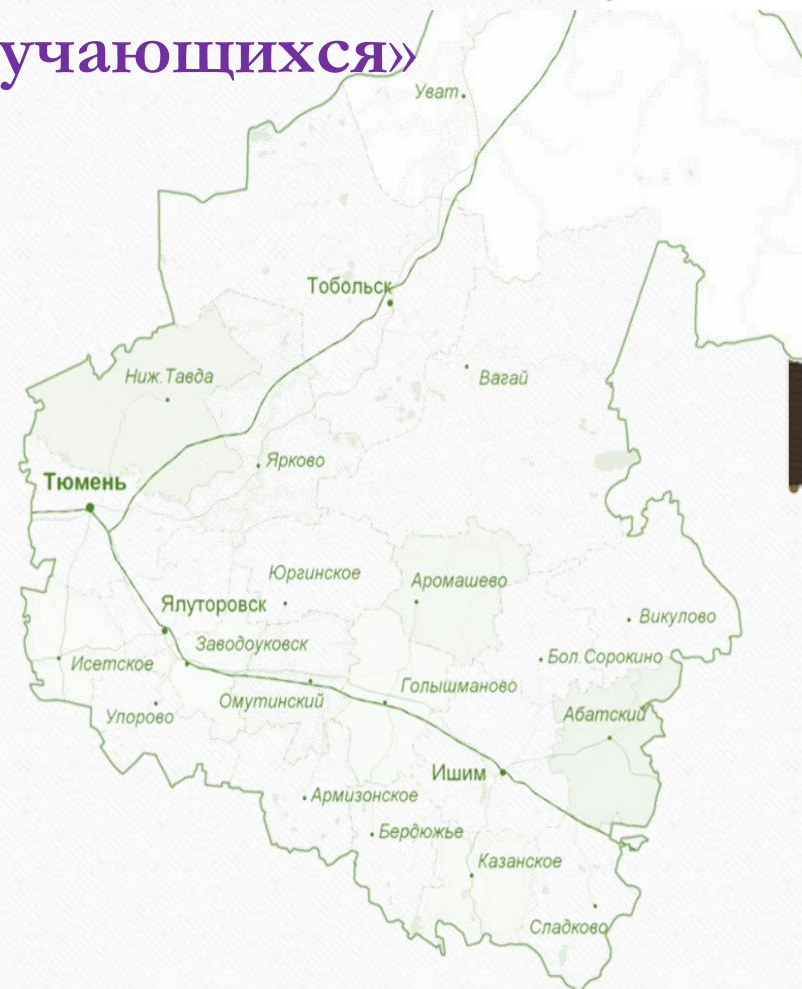 учающихся»
Уват
Тобольск
Ниж.Тавда
Вагай
Ярково
Тюмень
Юргинское
Аромашево
Ялуторовск
Викулово
Заводоуковск
Исетское
Бол.Сорокино
Омутинский
Голышманово
Упорово
Абатский
Ишим
Армизонское
Бердюжье
Казанское
Сладково